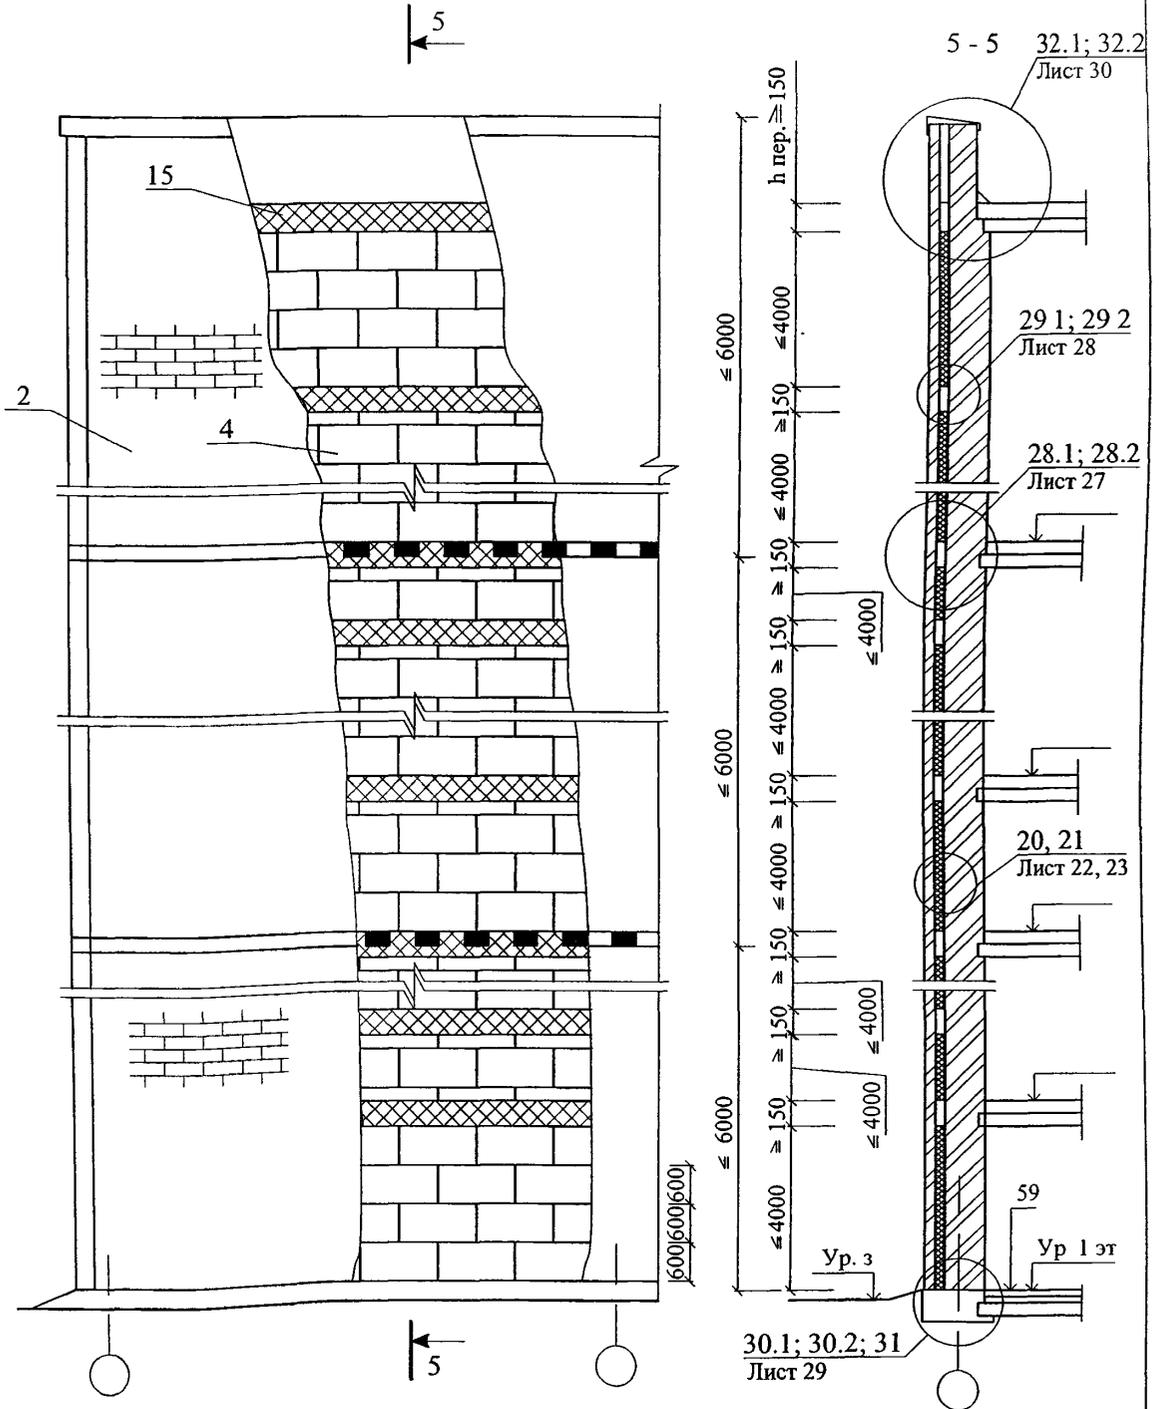 5
5 - 5
32.1; 32.2
Лист 30
h пер. ⩾ 150
15
⩽ 6000
⩽4000
29 1; 29 2
Лист 28
2
⩾150
4
⩽ 4000
28.1; 28.2
Лист 27
⩾ 150
⩽ 4000
⩾ 150
⩽ 6000
⩽ 4000
⩾ 150
20, 21
Лист 22, 23
⩽ 4000
⩾ 150
⩽ 4000
⩾ 150
⩽ 6000
⩽ 4000
⩾ 150
600
600
600
⩽4000
59
Ур. з
Ур 1 эт
30.1; 30.2; 31
Лист 29
5